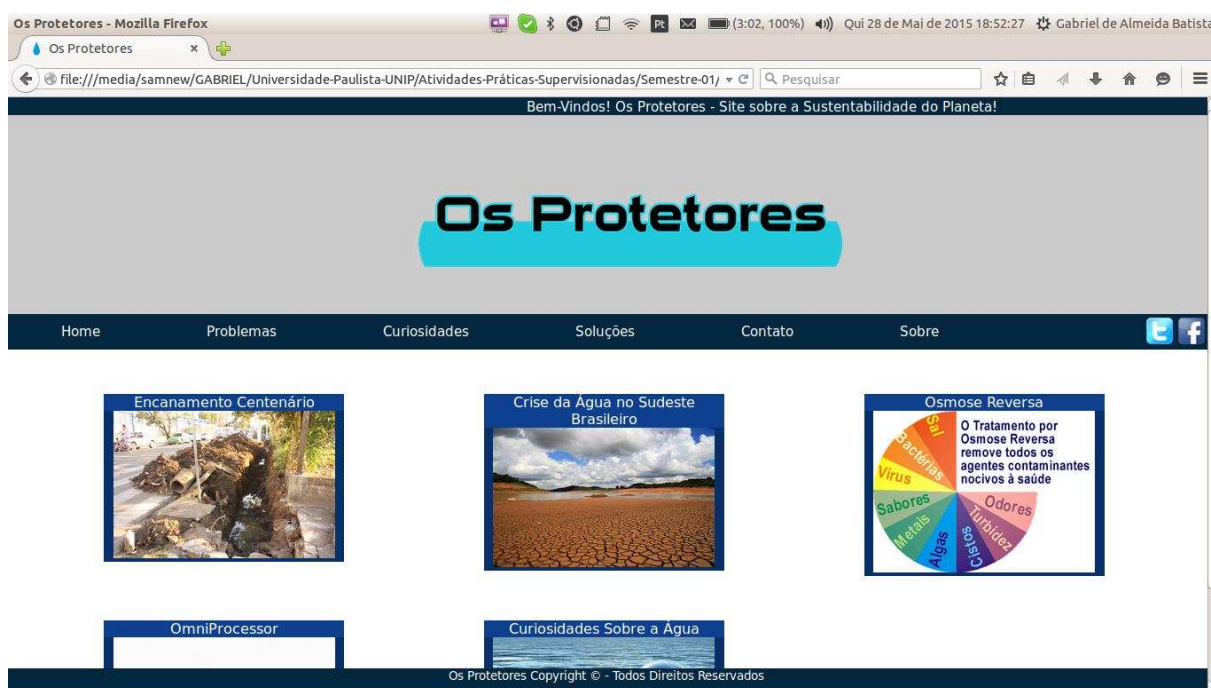 Os Protetores - Mozilla Firefox
Pt
(3:02, 100%)
Qui 28 de Mai de 2015 18:52:27
Gabriel de Almeida Batista
Os Protetores
file:///media/samnew/GABRIEL/Universidade-Paulista-UNIP/Atividades-Práticas-Supervisionadas/Semestre-01/
Pesquisar
Bem-Vindos! Os Protetores - Site sobre a Sustentabilidade do Planeta!
Os Protetores
Home
Problemas
Curiosidades
Soluções
Contato
Sobre
Encanamento Centenário
Crise da Água no Sudeste
Brasileiro
Osmose Reversa
O Tratamento por
Osmose Reversa
remove todos os
agentes contaminantes
nocivos à saúde
Sal
Bactérias
Virus
Sabores
Metais
Algas
Cistos
Turbidez
Odores
OmniProcessor
Curiosidades Sobre a Água
Os Protetores Copyright © - Todos Direitos Reservados